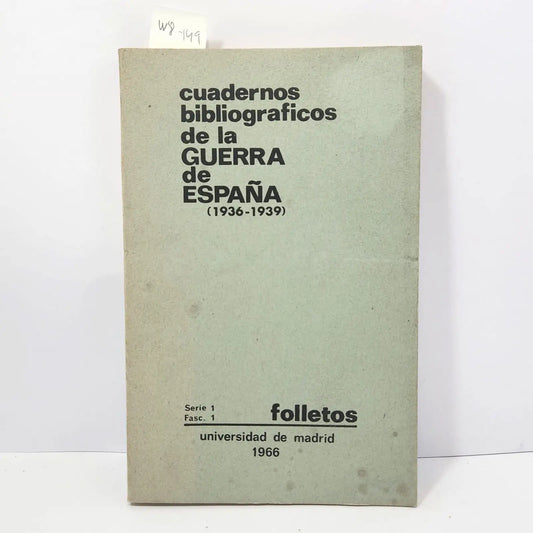 W8-149
cuadernos
bibliograficos
de la
GUERRA
de
ESPAÑA
(1936-1939)
Serie 1
Fasc. 1
folletos
universidad de madrid
1966